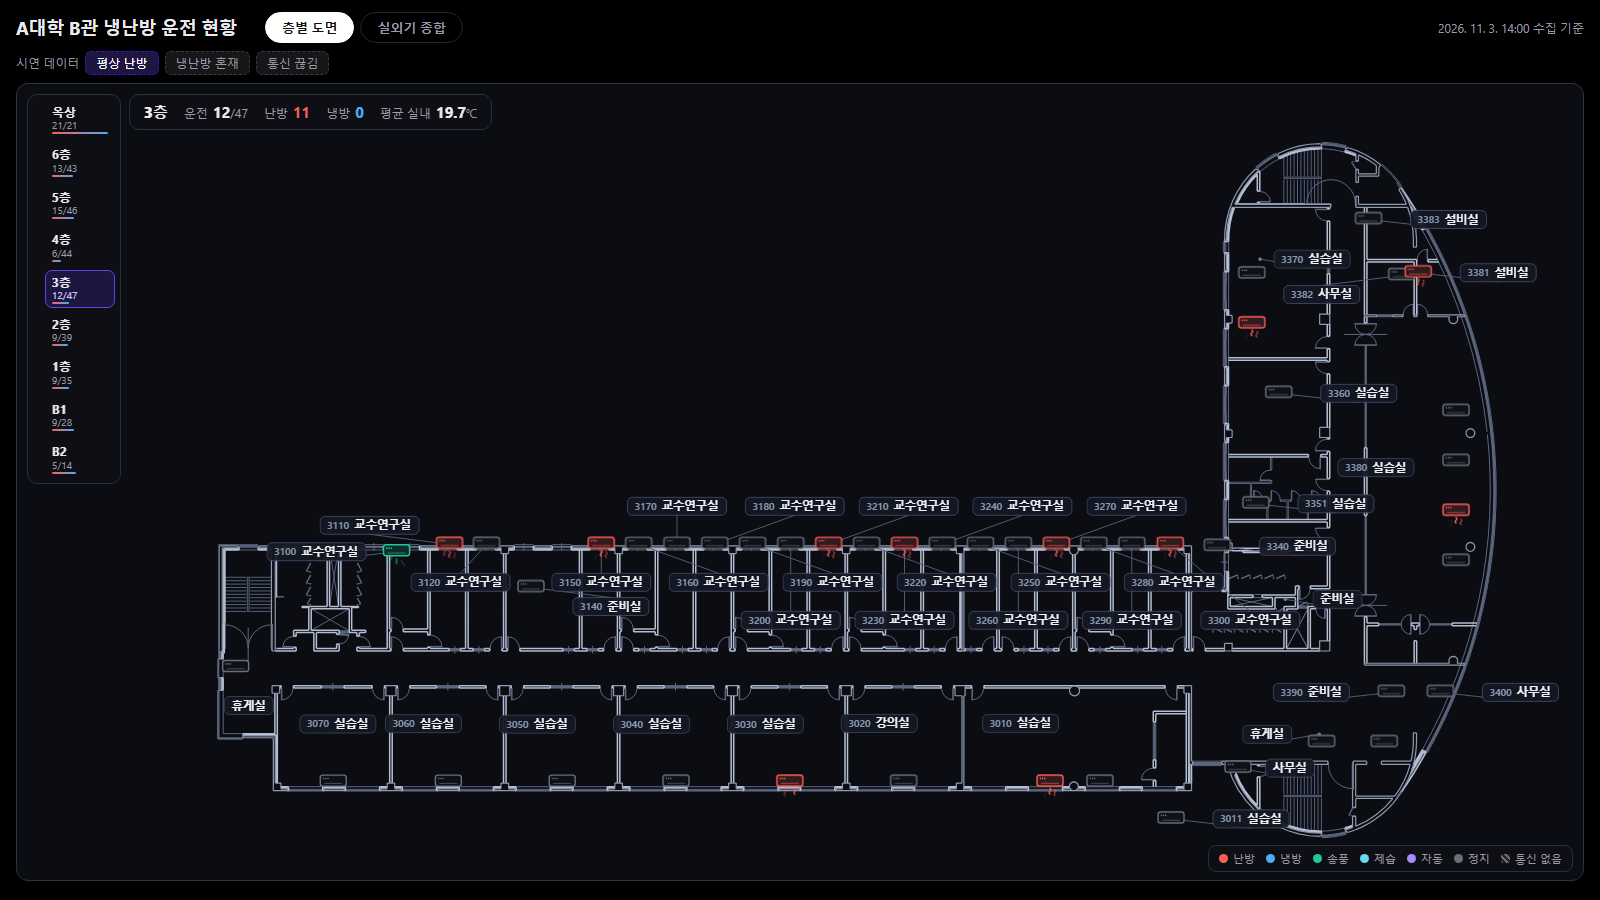 A대학 B관 냉난방 운전 현황
층별 도면
실외기 종합
2026. 11. 3. 14:00 수집 기준
시연 데이터
평상 난방
냉난방 혼재
통신 끊김
옥상
21/21
6층
13/43
5층
15/46
4층
6/44
3층
12/47
2층
9/39
1층
9/35
B1
9/28
B2
5/14
3층 운전 12/47 난방 11 냉방 0 평균 실내 19.7℃
3383 설비실
3370 실습실
3381 설비실
3382 사무실
3360 실습실
3380 실습실
3351 실습실
3170 교수연구실
3180 교수연구실
3210 교수연구실
3240 교수연구실
3270 교수연구실
3110 교수연구실
3100 교수연구실
3340 준비실
3120 교수연구실
3150 교수연구실
3160 교수연구실
3190 교수연구실
3220 교수연구실
3250 교수연구실
3280 교수연구실
준비실
3140 준비실
3200 교수연구실
3230 교수연구실
3260 교수연구실
3290 교수연구실
3300 교수연구실
3390 준비실
3400 사무실
휴게실
3070 실습실
3060 실습실
3050 실습실
3040 실습실
3030 실습실
3020 강의실
3010 실습실
휴게실
사무실
3011 실습실
난방
냉방
송풍
제습
자동
정지
통신 없음